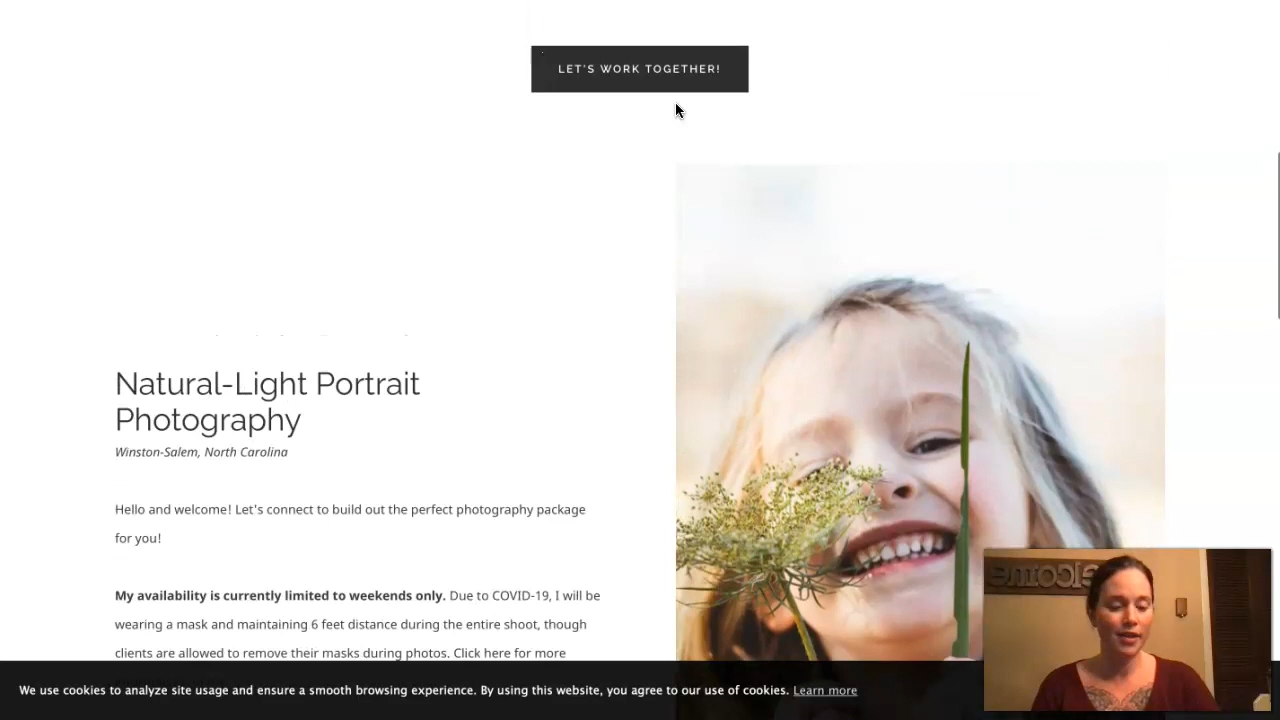 LET'S WORK TOGETHER!
Natural-Light Portrait
Photography
Winston-Salem, North Carolina
Hello and welcome! Let's connect to build out the perfect photography package
for you!
My availability is currently limited to weekends only. Due to COVID-19, I will be
wearing a mask and maintaining 6 feet distance during the entire shoot, though
clients are allowed to remove their masks during photos. Click here for more
We use cookies to analyze site usage and ensure a smooth browsing experience. By using this website, you agree to our use of cookies. Learn more
welcome